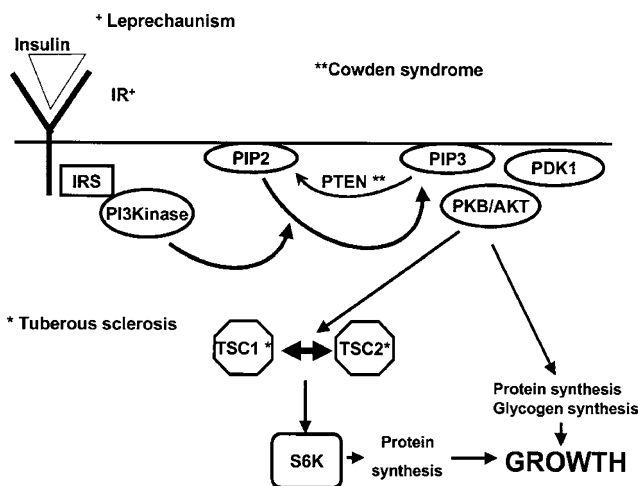 + Leprechaunism
Insulin
**Cowden syndrome
IR+
PIP2
PIP3
PDK1
IRS
PTEN **
PI3Kinase
PKB/AKT
* Tuberous sclerosis
TSC1 *
TSC2*
Protein synthesis
Glycogen synthesis
S6K
Protein
synthesis
GROWTH